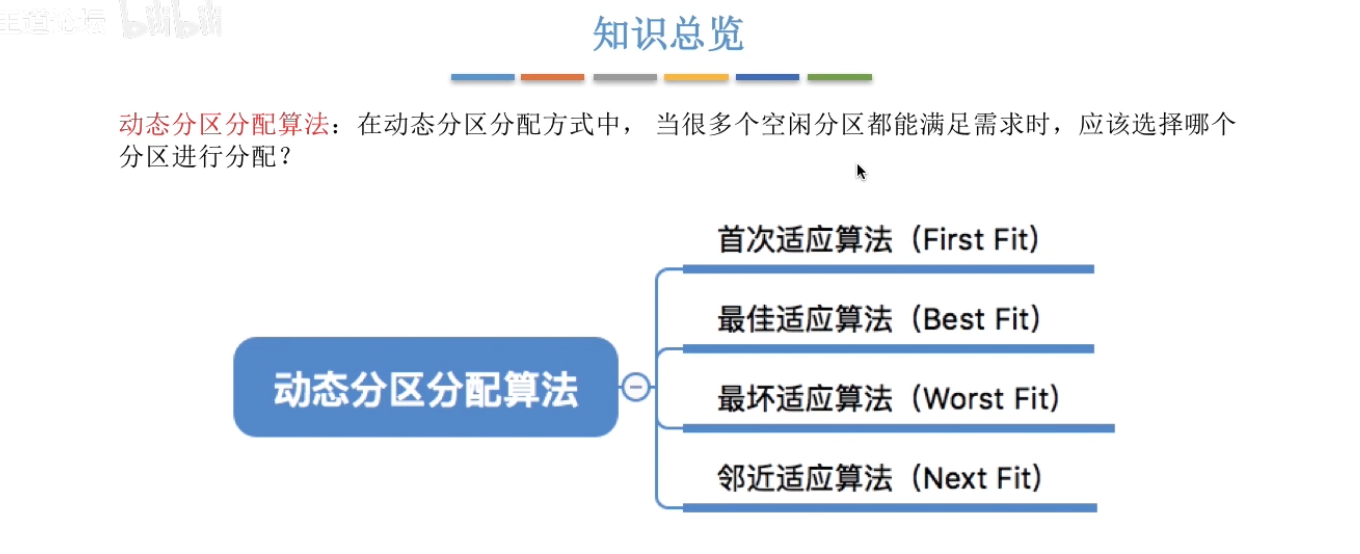 王道论坛 bilibili
知识总览
动态分区分配算法：在动态分区分配方式中， 当很多个空闲分区都能满足需求时，应该选择哪个
分区进行分配？
首次适应算法（First Fit）
最佳适应算法（Best Fit）
动态分区分配算法
最坏适应算法（Worst Fit）
邻近适应算法（Next Fit）